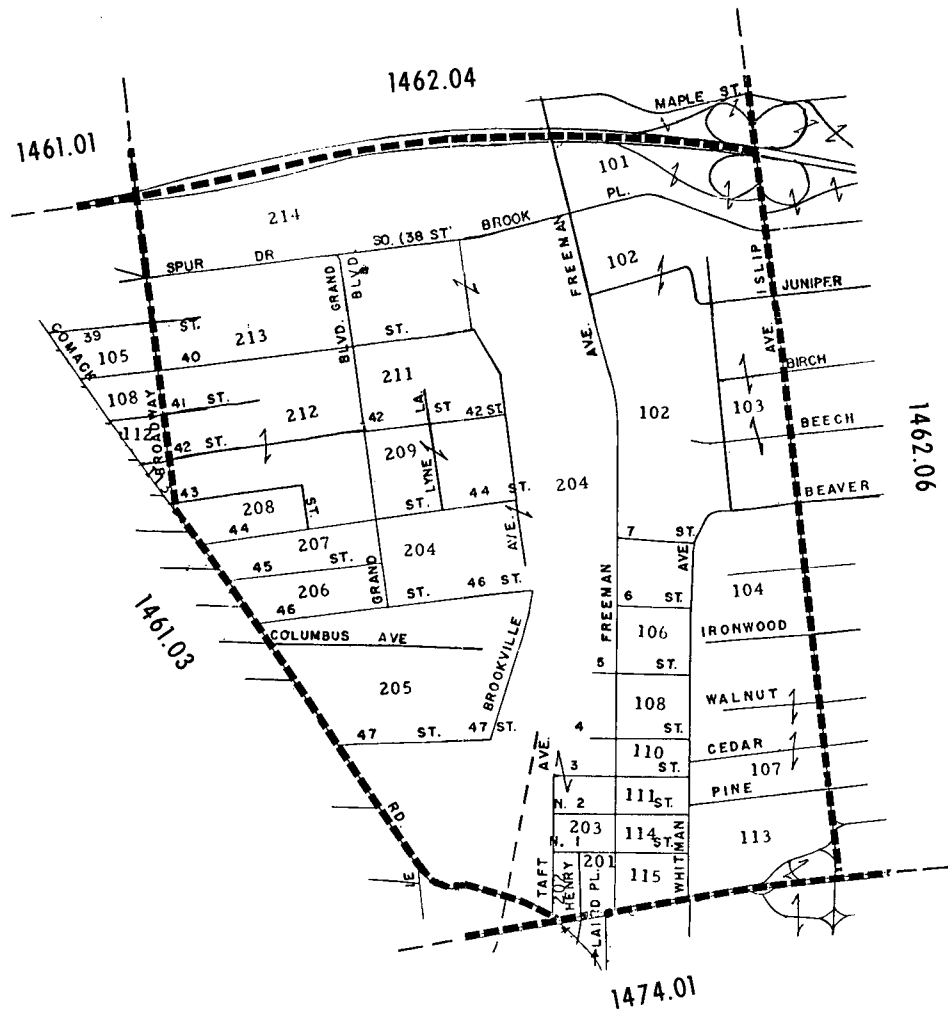 1462.04
1461.01
MAPLE ST.
101
PL.
214
BROOK
SO. (38 ST
SPUR DR
FREEMAN
102
ISLIP
JUNIPER
BLVD. GRAND
BLVD.
AVE.
AVE.
COMACK
39 ST.
213
ST.
105
40
BIRCH
211
108
41 ST.
212
42
LA.
ST
42 ST.
102
103
BEECH
1462.06
112
BROADWAY
42 ST.
209
LYNE
204
BEAVER
43
208
ST.
44 ST.
ST.
44
207
204
AVE.
7 ST.
45 ST.
AVE
206
GRAND
ST.
46 ST.
6 ST.
104
46
FREEMAN
106
IRONWOOD
COLUMBUS AVE
1461.03
BROOKVILLE
5 ST.
205
WALNUT
108
47 ST.
47 ST.
4 ST.
CEDAR
AVE.
110
3 ST.
107
PINE
RD
N. 2
111
ST.
203
114
N. 1
ST.
113
201
WHITMAN
TAFT
202
HENRY
LAIRD PL.
115
LE
1474.01